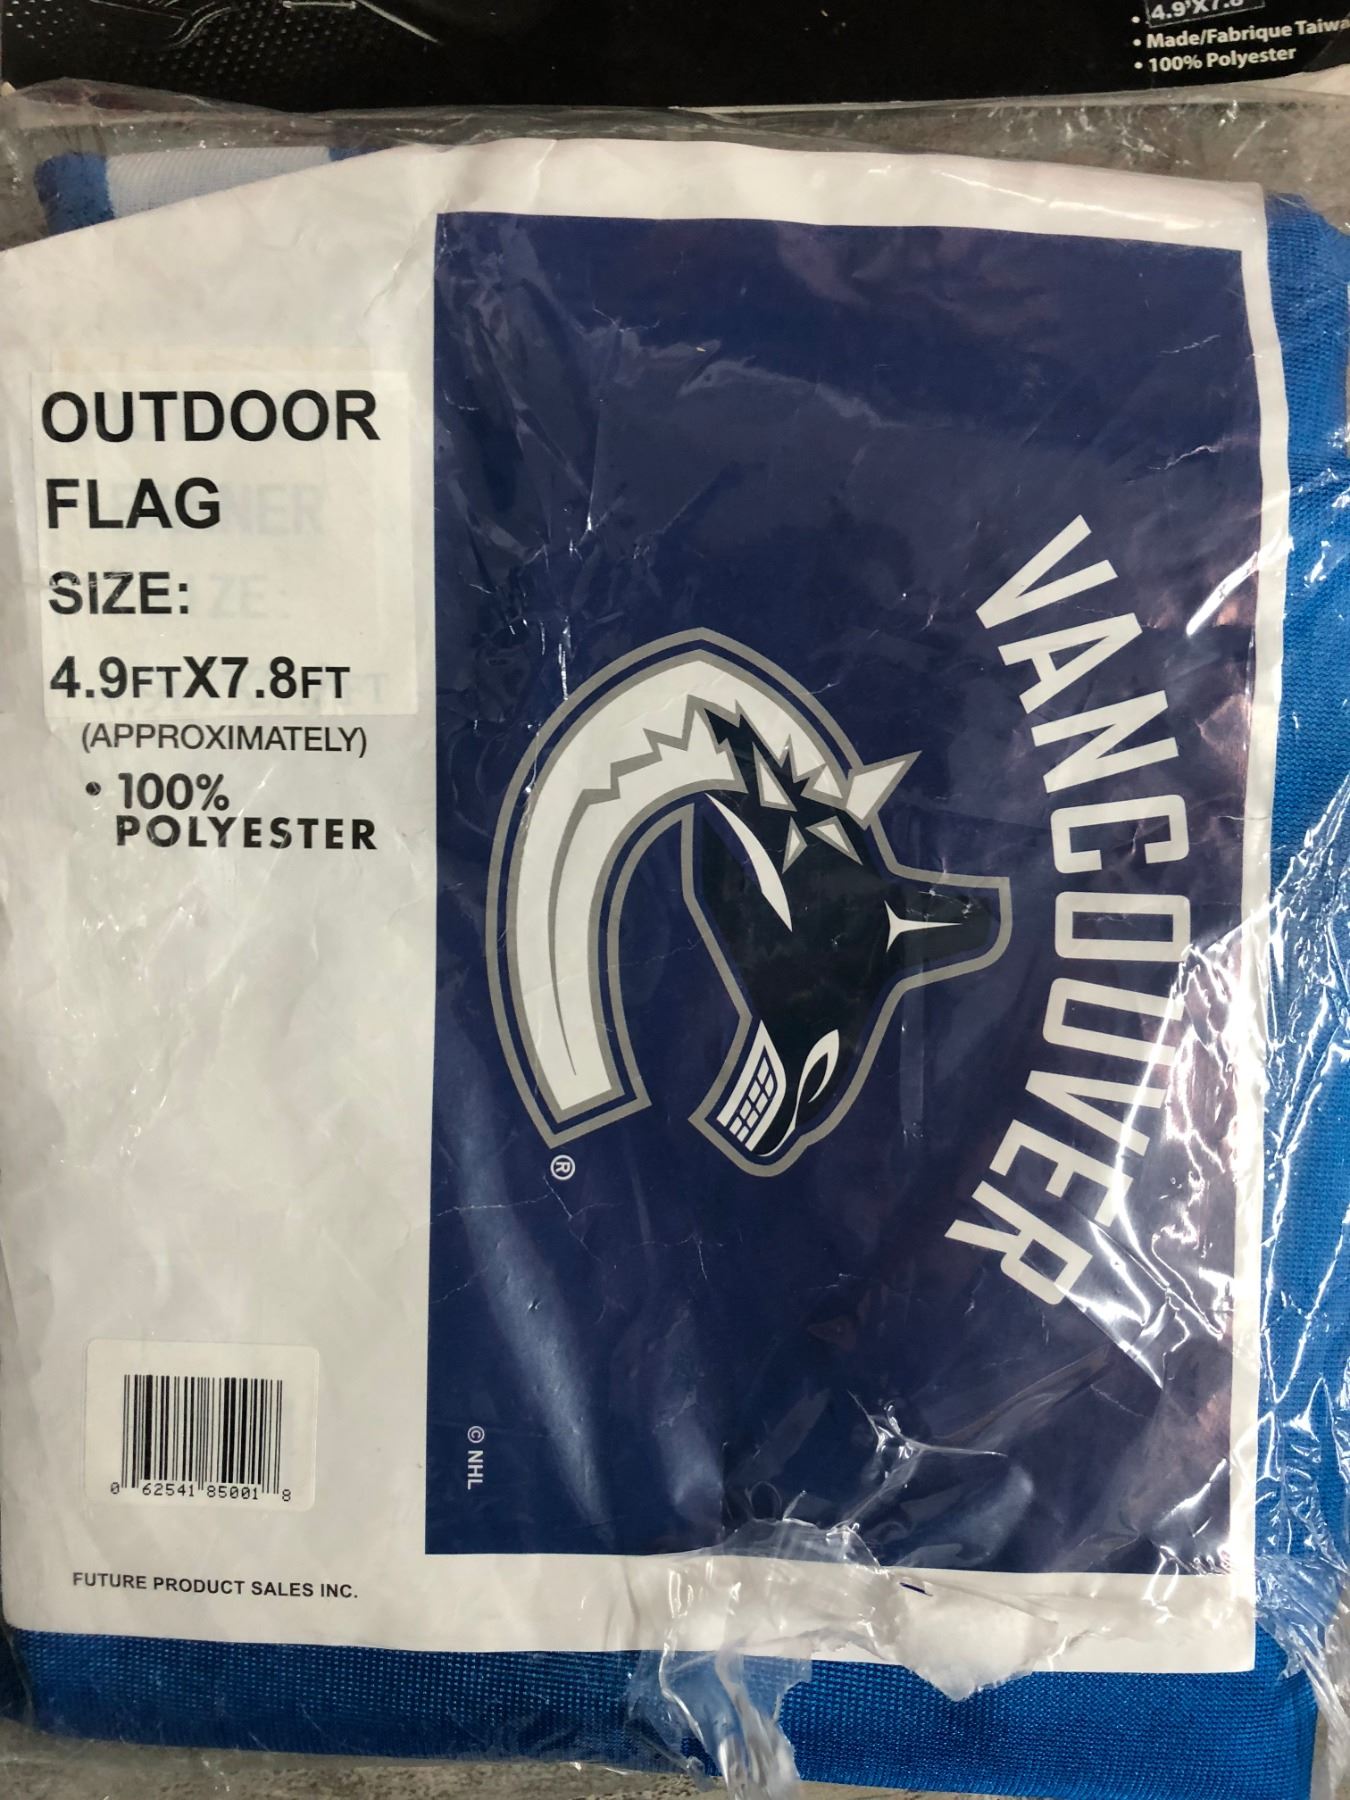 • 4.9'X7.8'
• Made/Fabrique
• 100% Polyester
OUTDOOR
FLAG
SIZE:
4.9FTX7.8FT
(APPROXIMATELY)
• 100%
POLYESTER
VANCOUVER
®
© NHL
0 62541 85001 8
FUTURE PRODUCT SALES INC.